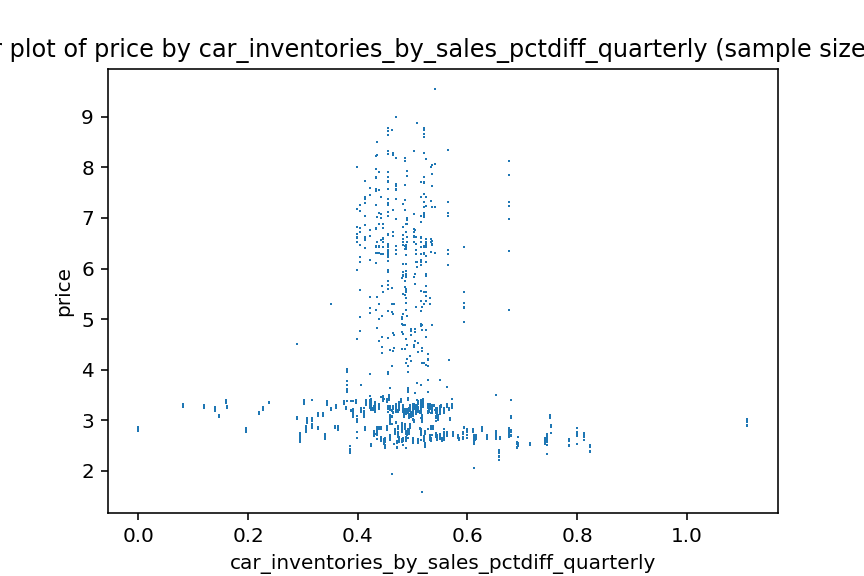 plot of price by car_inventories_by_sales_pctdiff_quarterly (sample size
9
8
7
6
5
4
3
2
price
0.0 0.2 0.4 0.6 0.8 1.0
car_inventories_by_sales_pctdiff_quarterly